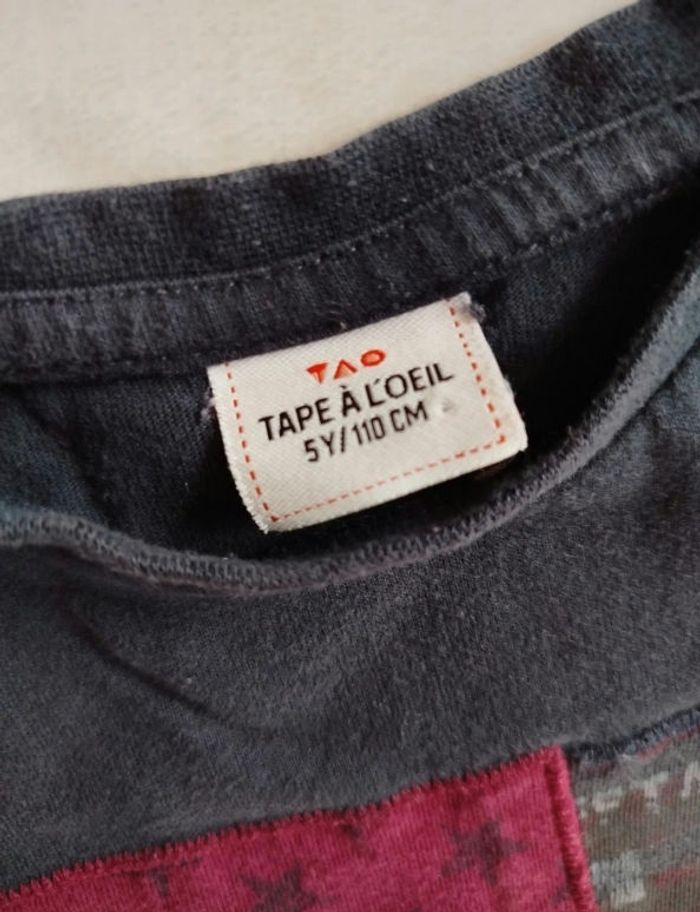 TAO
TAPE À L'OEIL
5Y/110 CM